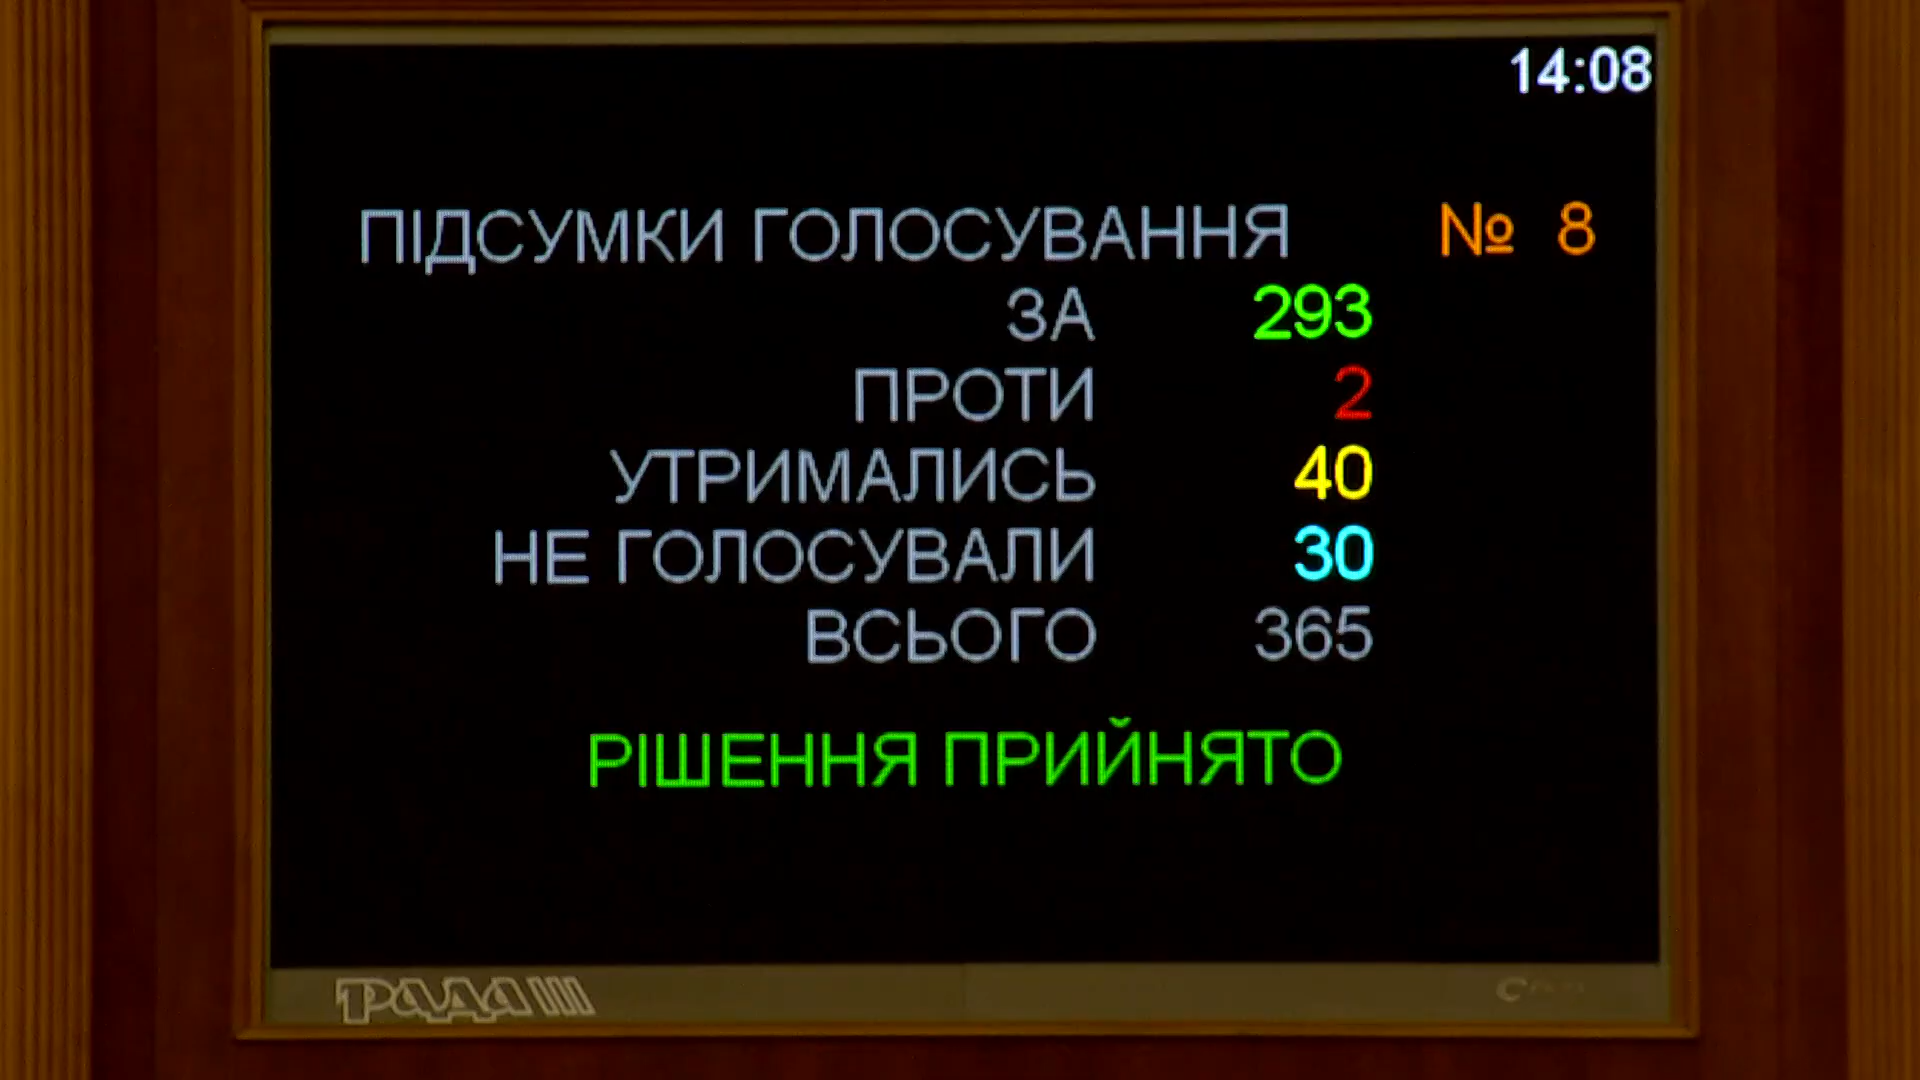 14:08
ПІДСУМКИ ГОЛОСУВАННЯ № 8
ЗА 293
ПРОТИ 2
УТРИМАЛИСЬ 40
НЕ ГОЛОСУВАЛИ 30
ВСЬОГО 365
РІШЕННЯ ПРИЙНЯТО
РАДА III